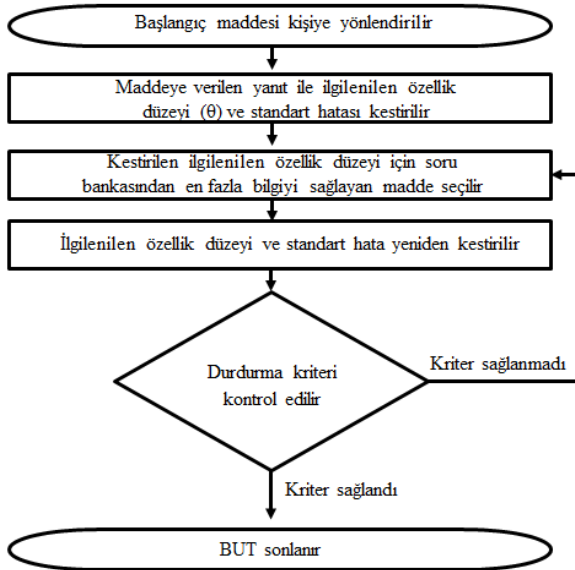 Başlangıç maddesi kişiye yönlendirilir
Maddeye verilen yanıt ile ilgilenilen özellik
düzeyi (θ) ve standart hatası kestirilir
Kestirilen ilgilenilen özellik düzeyi için soru
bankasından en fazla bilgiyi sağlayan madde seçilir
İlgilenilen özellik düzeyi ve standart hata yeniden kestirilir
Durdurma kriteri
kontrol edilir
Kriter sağlanmadı
Kriter sağlandı
BUT sonlanır